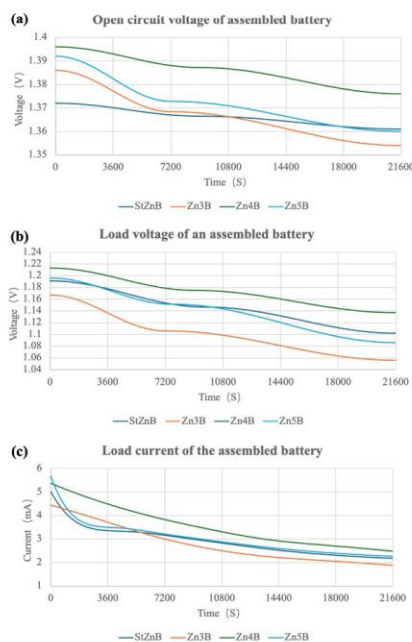 (a)
Open circuit voltage of assembled battery
1.4
1.39
1.38
1.37
1.36
1.35
Voltage (V)
0 3600 7200 10800 14400 18000 21600
Time (S)
StZnB Zn3B Zn4B Zn5B
(b)
Load voltage of an assembled battery
1.24
1.22
1.2
1.18
1.16
1.14
1.12
1.1
1.08
1.06
1.04
Voltage (V)
0 3600 7200 10800 14400 18000 21600
Time (S)
StZnB Zn3B Zn4B Zn5B
(c)
Load current of the assembled battery
6
5
4
3
2
1
Current (mA)
0 3600 7200 10800 14400 18000 21600
Time (S)
StZnB Zn3B Zn4B Zn5B